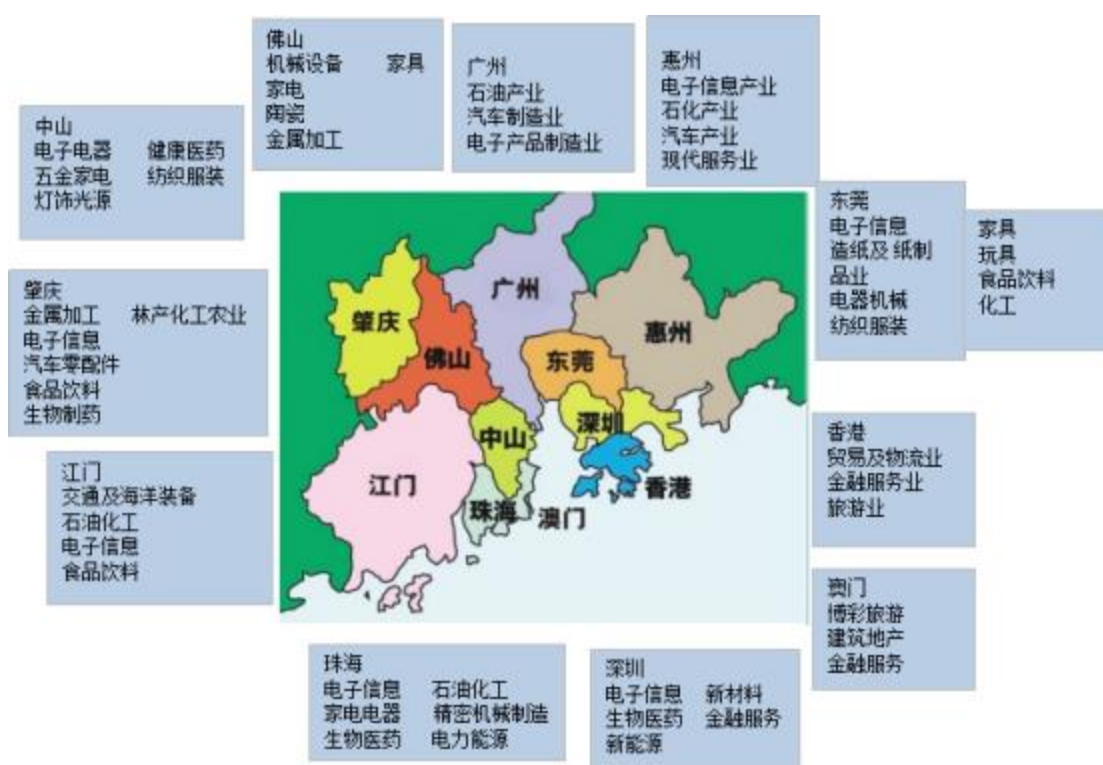 佛山
机械设备 家具
家电
陶瓷
金属加工
广州
石油产业
汽车制造业
电子产品制造业
惠州
电子信息产业
石化产业
汽车产业
现代服务业
中山
电子电器 健康医药
五金家电 纺织服装
灯饰光源
东莞
电子信息
造纸及 纸制
品业
电器机械
纺织服装
家具
玩具
食品饮料
化工
肇庆
金属加工 林产化工农业
电子信息
汽车零配件
食品饮料
生物制药
广州
肇庆
佛山
东莞
惠州
中山
深圳
江门
香港
珠海
澳门
江门
交通及海洋装备
石油化工
电子信息
食品饮料
香港
贸易及物流业
金融服务业
旅游业
澳门
博彩旅游
建筑地产
金融服务
珠海
电子信息 石油化工
家电电器 精密机械制造
生物医药 电力能源
深圳
电子信息 新材料
生物医药 金融服务
新能源